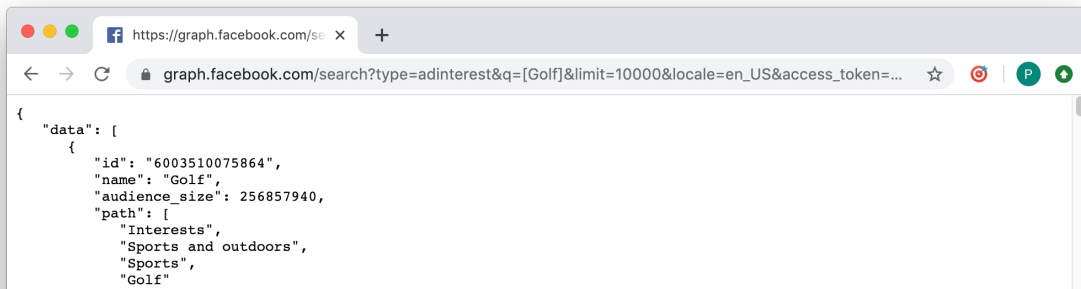 https://graph.facebook.com/se
graph.facebook.com/search?type=adinterest&q=[Golf]&limit=10000&locale=en_US&access_token=...
P
{
"data": [
{
"id": "6003510075864",
"name": "Golf",
"audience_size": 256857940,
"path": [
"Interests",
"Sports and outdoors",
"Sports",
"Golf"